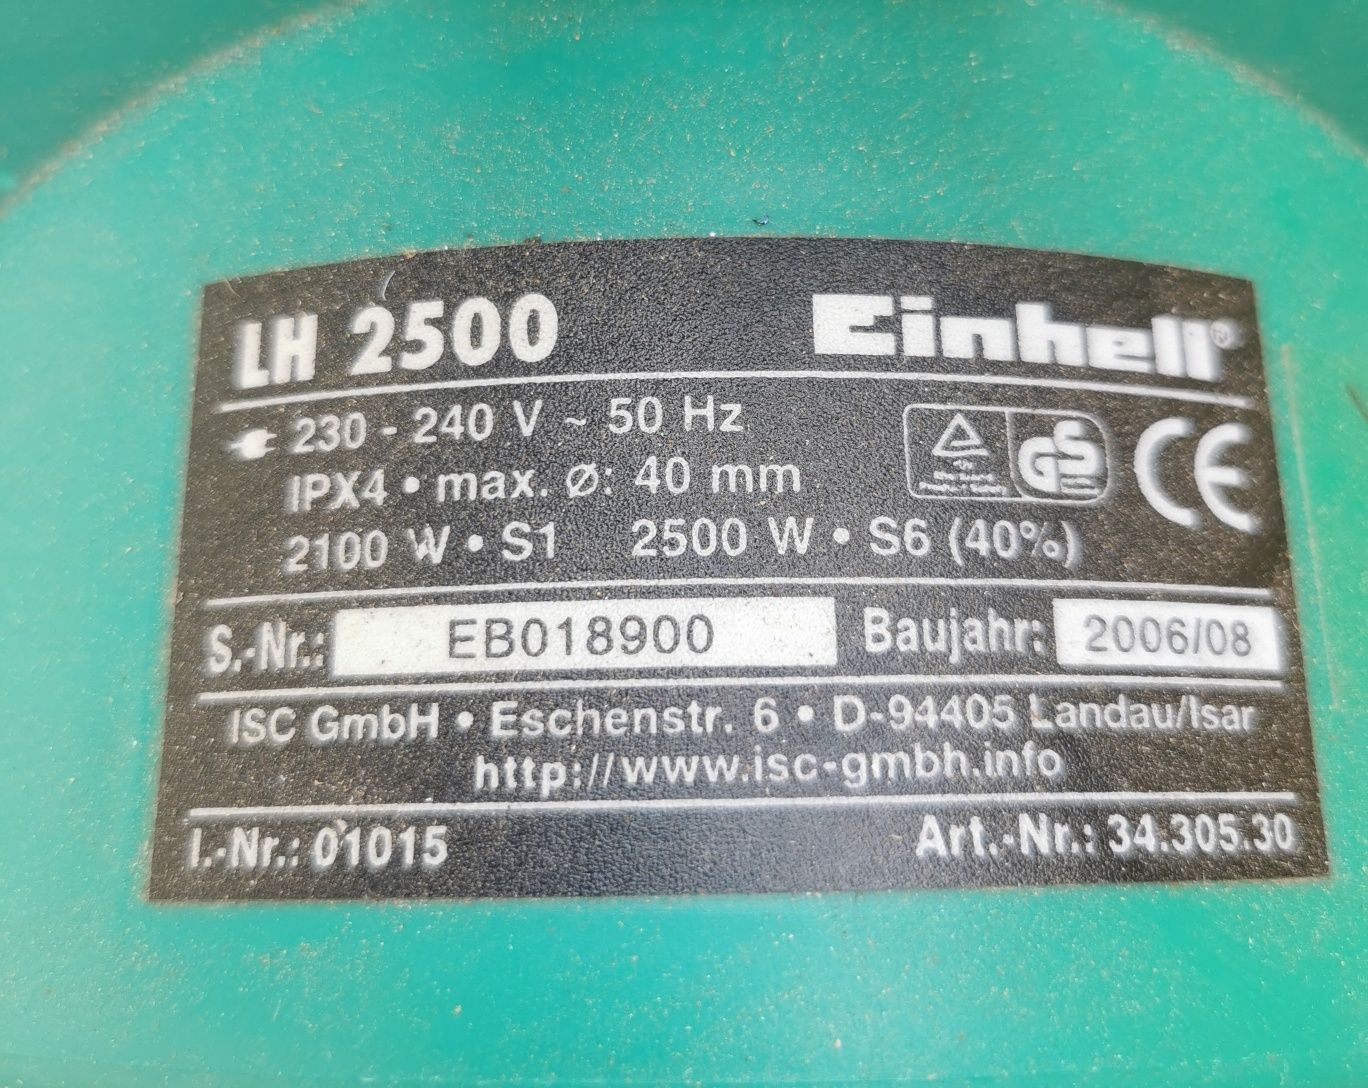 LH 2500 Einhell®
230 - 240 V ~ 50 Hz
IPX4 • max. ø: 40 mm
GS CE
2100 W • S1 2500 W • S6 (40%)
S.-Nr.: EB018900 Baujahr: 2006/08
ISC GmbH • Eschenstr. 6 • D-94405 Landau/Isar
http://www.isc-gmbh.info
I.-Nr.: 01015 Art.-Nr.: 34.305.30